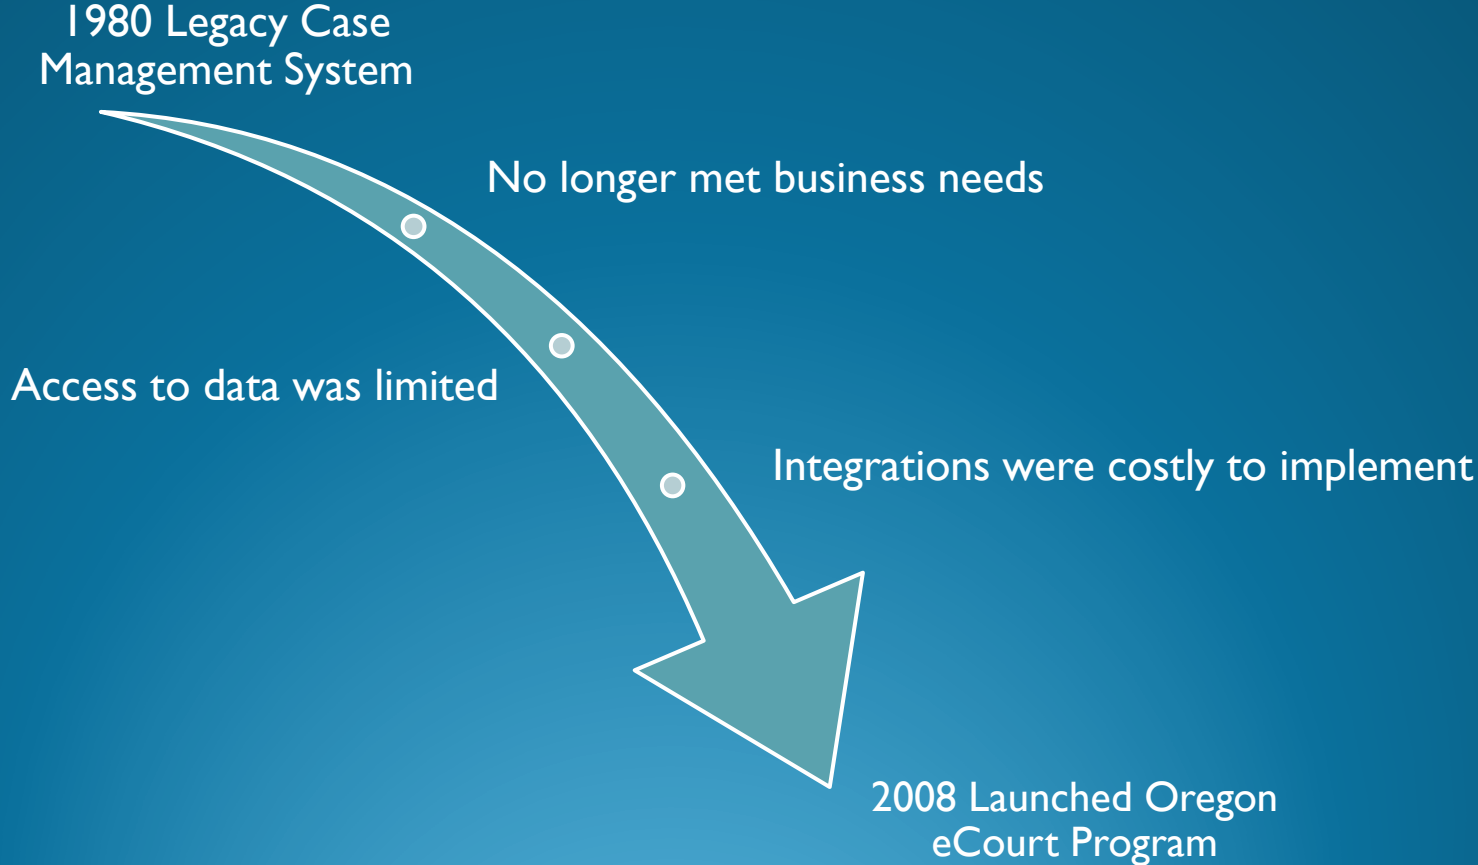 1980 Legacy Case
Management System
No longer met business needs
Access to data was limited
Integrations were costly to implement
2008 Launched Oregon
eCourt Program